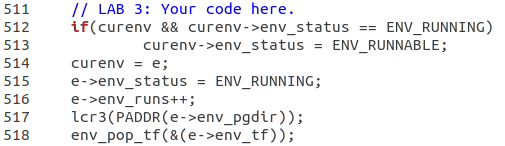 511 // LAB 3: Your code here.
512 if(curenv && curenv->env_status == ENV_RUNNING)
513 curenv->env_status = ENV_RUNNABLE;
514 curenv = e;
515 e->env_status = ENV_RUNNING;
516 e->env_runs++;
517 lcr3(PADDR(e->env_pgdir));
518 env_pop_tf(&(e->env_tf));